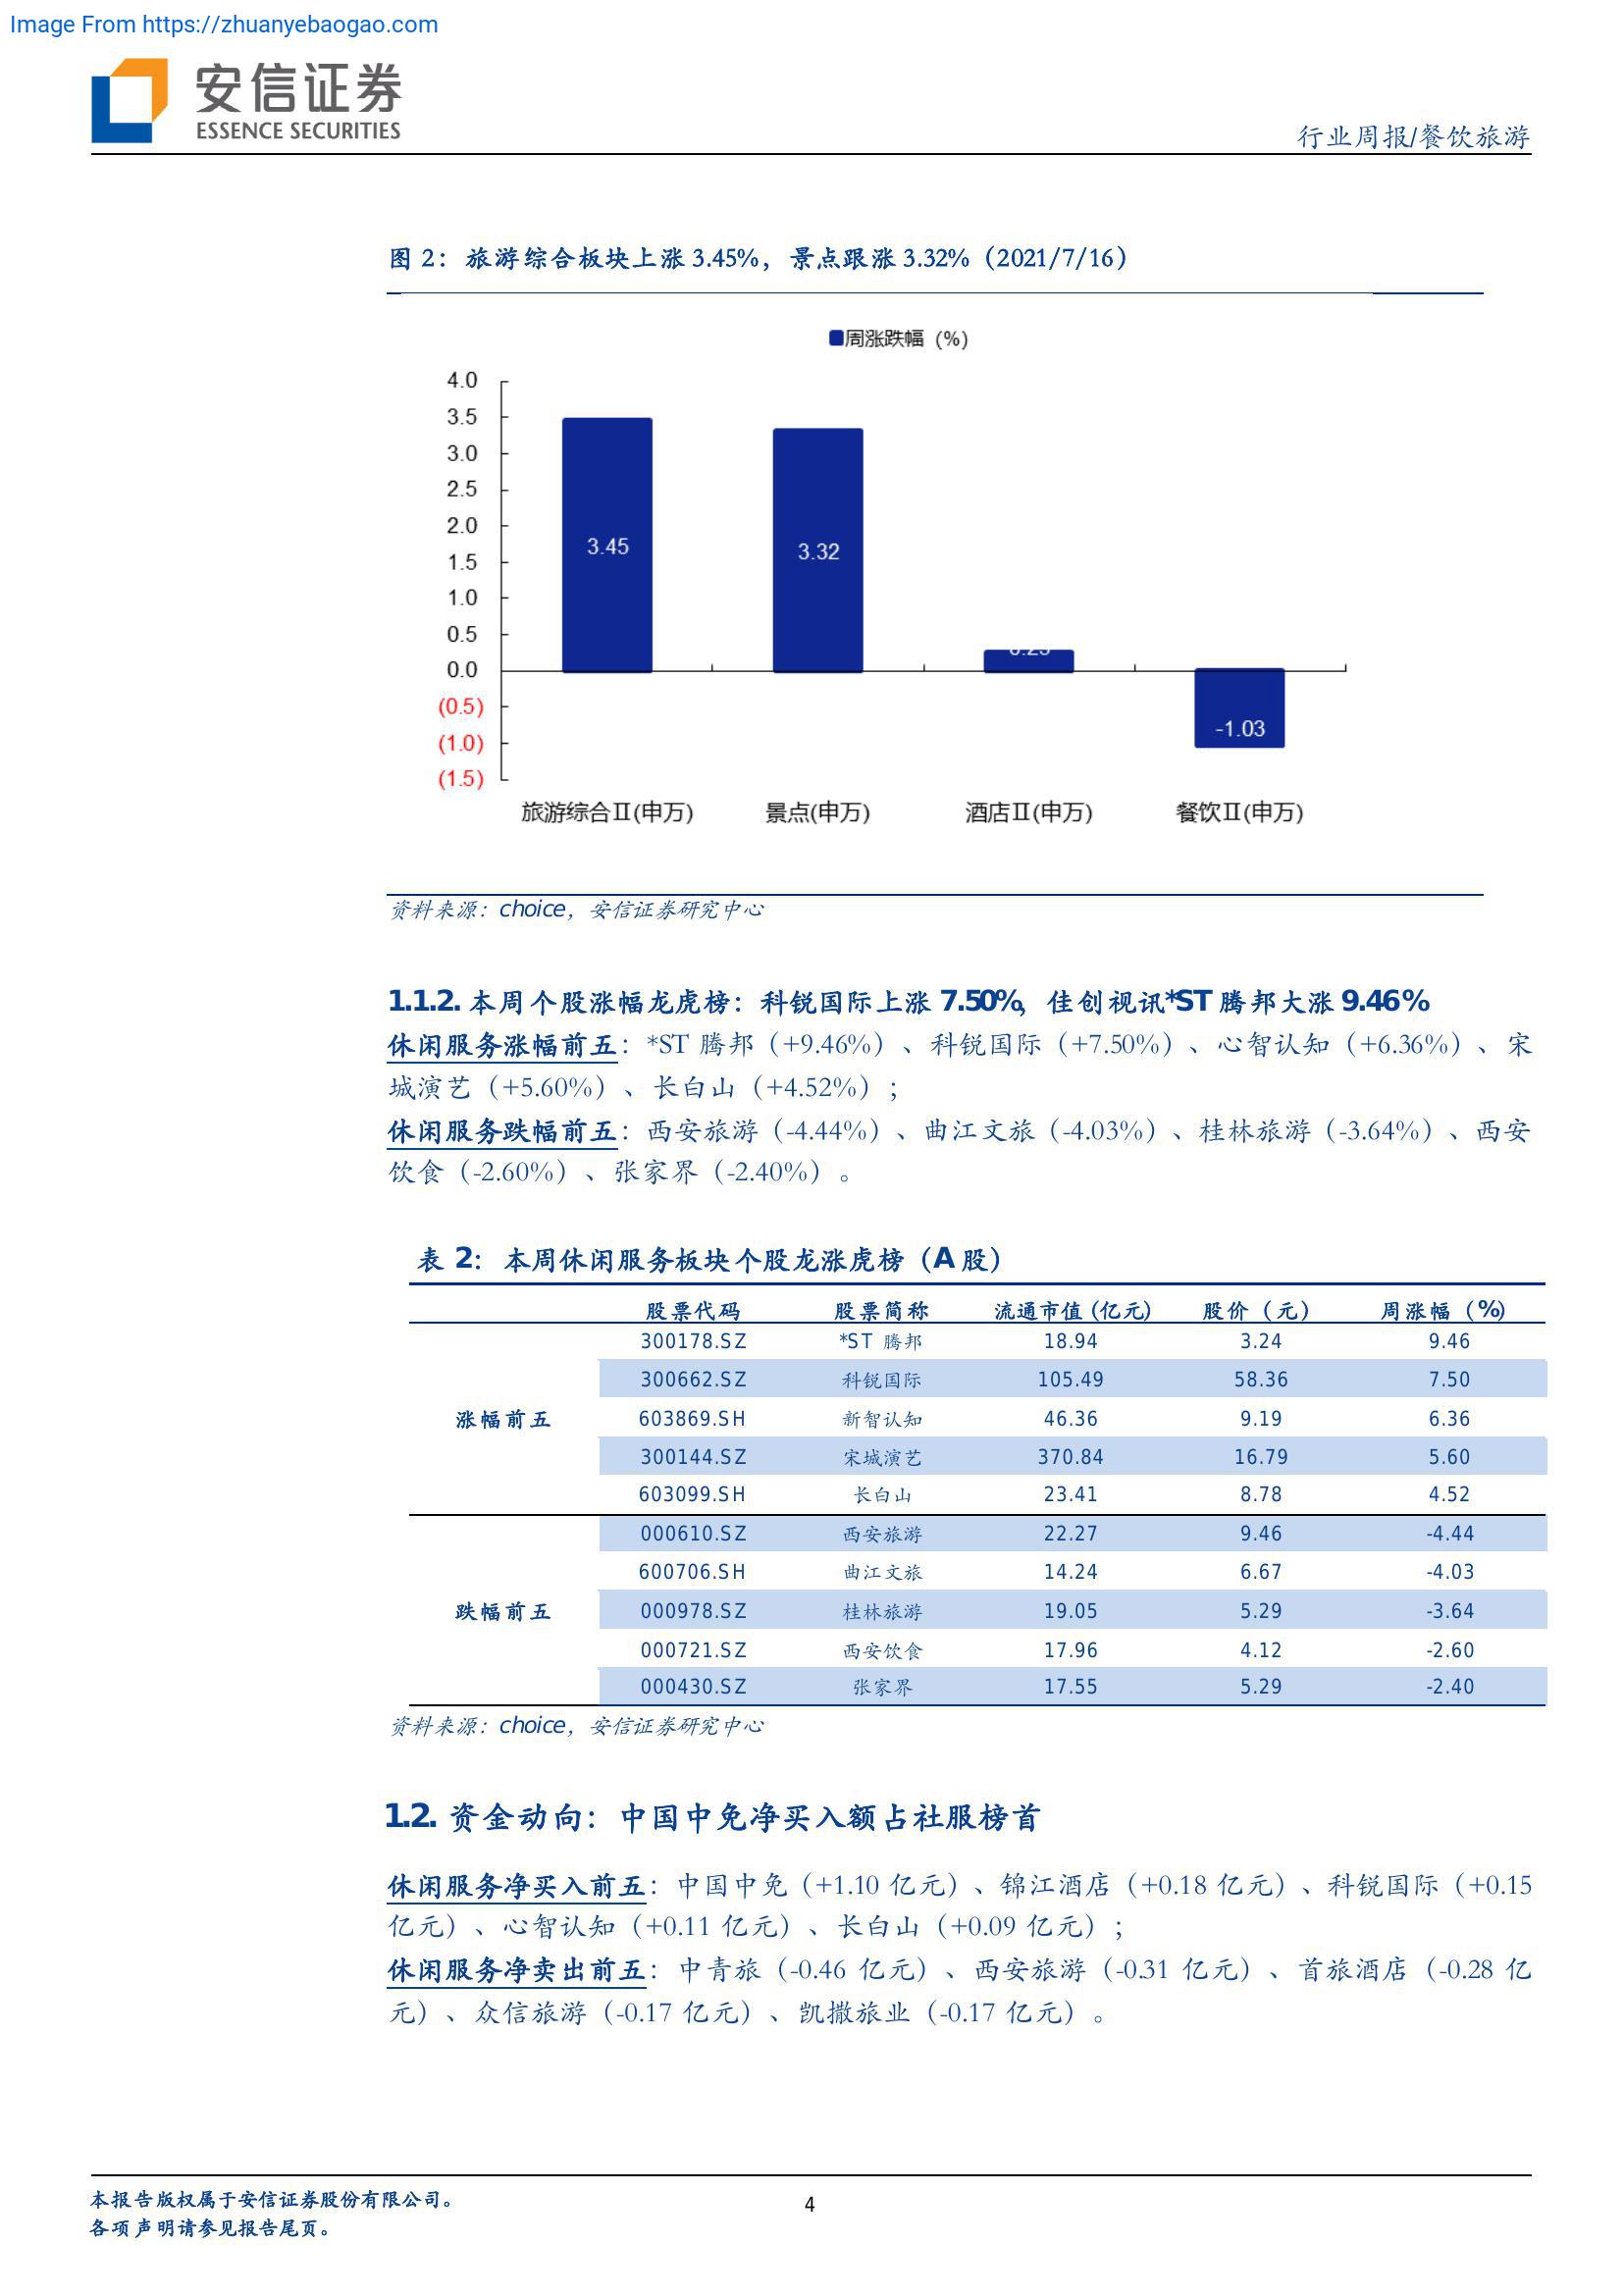 Image From https://zhuanyebaogao.com
安信证券
ESSENCE SECURITIES
行业周报/餐饮旅游
图 2：旅游综合板块上涨 3.45%，景点跟涨 3.32%（2021/7/16）
周涨跌幅（%）
4.0
3.5
3.0
2.5
2.0
1.5
1.0
0.5
0.0
(0.5)
(1.0)
(1.5)
3.45
3.32
-1.03
旅游综合II(申万) 景点(申万) 酒店II(申万) 餐饮II(申万)
资料来源：choice，安信证券研究中心
1.1.2. 本周个股涨幅龙虎榜：科锐国际上涨 7.50%，佳创视讯*ST 腾邦大涨 9.46%
休闲服务涨幅前五：*ST 腾邦（+9.46%）、科锐国际（+7.50%）、心智认知（+6.36%）、宋
城演艺（+5.60%）、长白山（+4.52%）；
休闲服务跌幅前五：西安旅游（-4.44%）、曲江文旅（-4.03%）、桂林旅游（-3.64%）、西安
饮食（-2.60%）、张家界（-2.40%）。
表 2：本周休闲服务板块个股龙涨虎榜（A 股）
股票代码 股票简称 流通市值(亿元) 股价（元） 周涨幅（%）
300178.SZ *ST 腾邦 18.94 3.24 9.46
300662.SZ 科锐国际 105.49 58.36 7.50
涨幅前五 603869.SH 新智认知 46.36 9.19 6.36
300144.SZ 宋城演艺 370.84 16.79 5.60
603099.SH 长白山 23.41 8.78 4.52
000610.SZ 西安旅游 22.27 9.46 -4.44
600706.SH 曲江文旅 14.24 6.67 -4.03
跌幅前五 000978.SZ 桂林旅游 19.05 5.29 -3.64
000721.SZ 西安饮食 17.96 4.12 -2.60
000430.SZ 张家界 17.55 5.29 -2.40
资料来源：choice，安信证券研究中心
1.2. 资金动向：中国中免净买入额占社服榜首
休闲服务净买入前五：中国中免（+1.10 亿元）、锦江酒店（+0.18 亿元）、科锐国际（+0.15
亿元）、心智认知（+0.11 亿元）、长白山（+0.09 亿元）；
休闲服务净卖出前五：中青旅（-0.46 亿元）、西安旅游（-0.31 亿元）、首旅酒店（-0.28 亿
元）、众信旅游（-0.17 亿元）、凯撒旅业（-0.17 亿元）。
本报告版权属于安信证券股份有限公司。
各项声明请参见报告尾页。
4